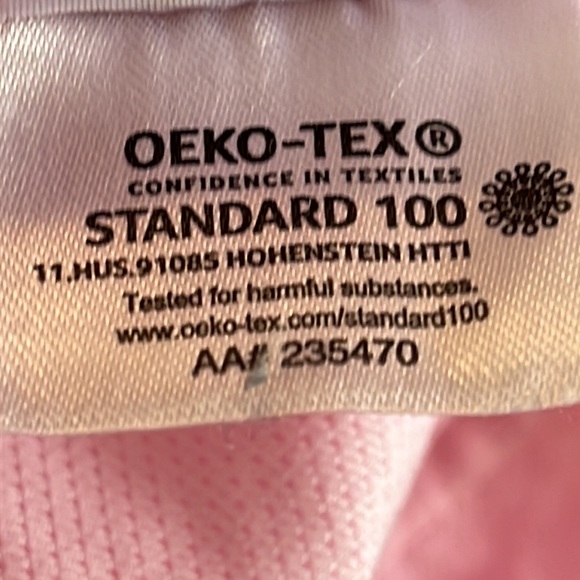 OEKO-TEX®
CONFIDENCE IN TEXTILES
STANDARD 100
11.HUS.91085 HOHENSTEIN HTTI
Tested for harmful substances.
www.oeko-tex.com/standard100
AA# 235470